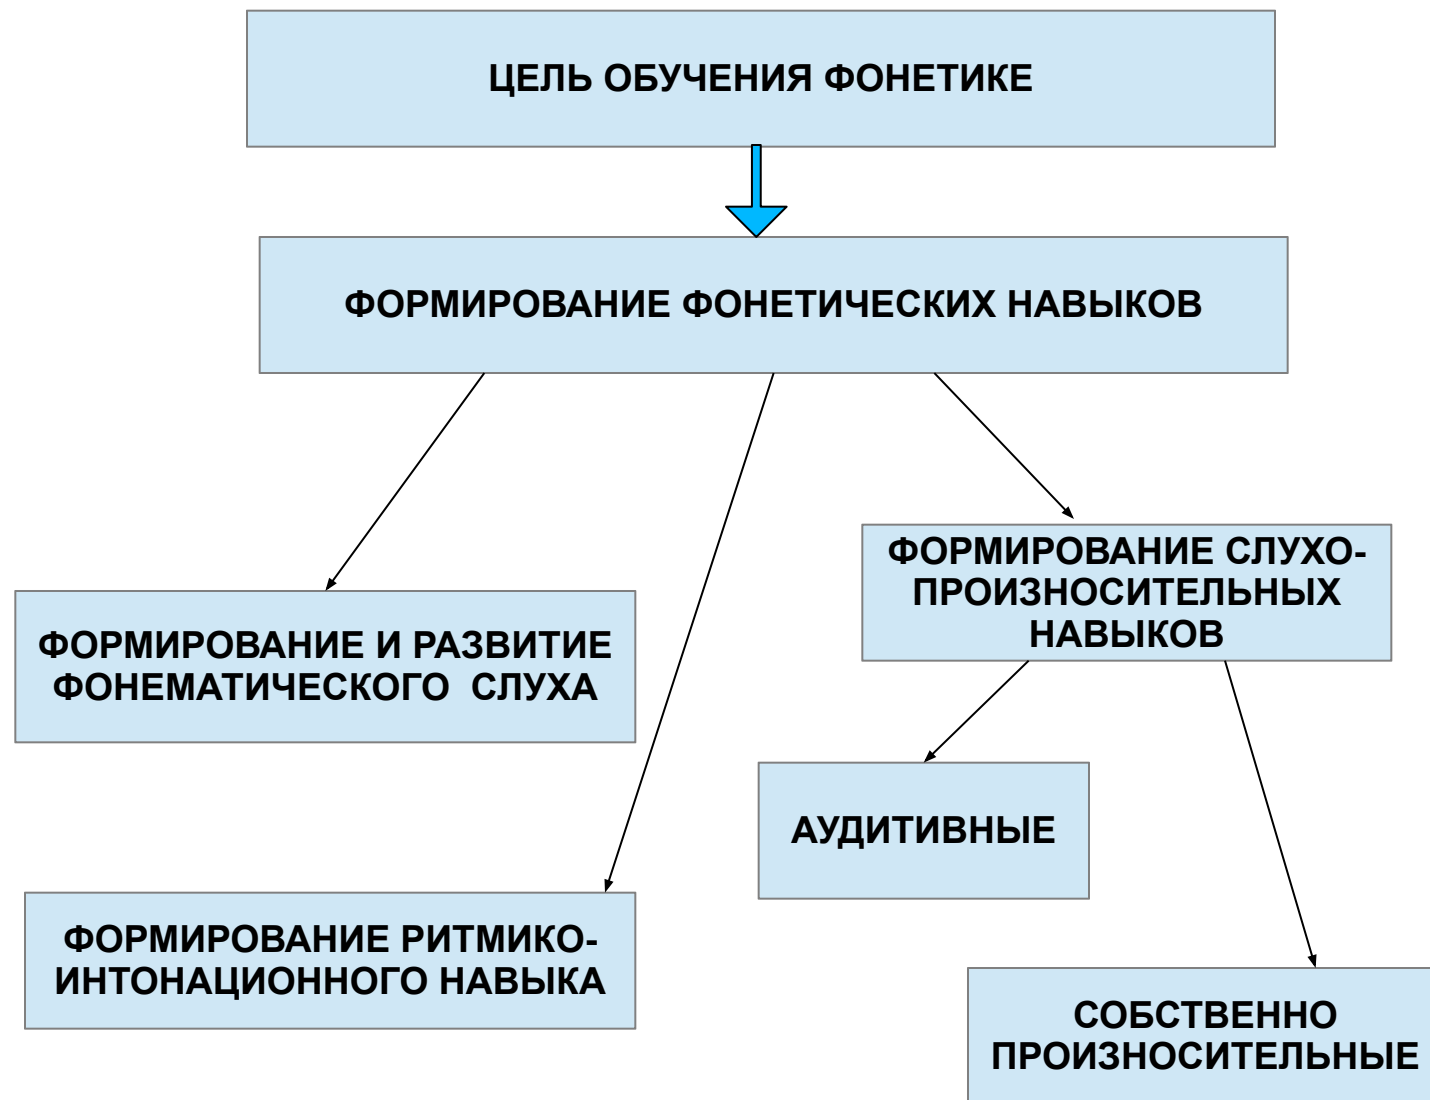 ЦЕЛЬ ОБУЧЕНИЯ ФОНЕТИКЕ
ФОРМИРОВАНИЕ ФОНЕТИЧЕСКИХ НАВЫКОВ
ФОРМИРОВАНИЕ И РАЗВИТИЕ
ФОНЕМАТИЧЕСКОГО СЛУХА
ФОРМИРОВАНИЕ РИТМИКО-
ИНТОНАЦИОННОГО НАВЫКА
ФОРМИРОВАНИЕ СЛУХО-
ПРОИЗНОСИТЕЛЬНЫХ
НАВЫКОВ
АУДИТИВНЫЕ
СОБСТВЕННО
ПРОИЗНОСИТЕЛЬНЫЕ